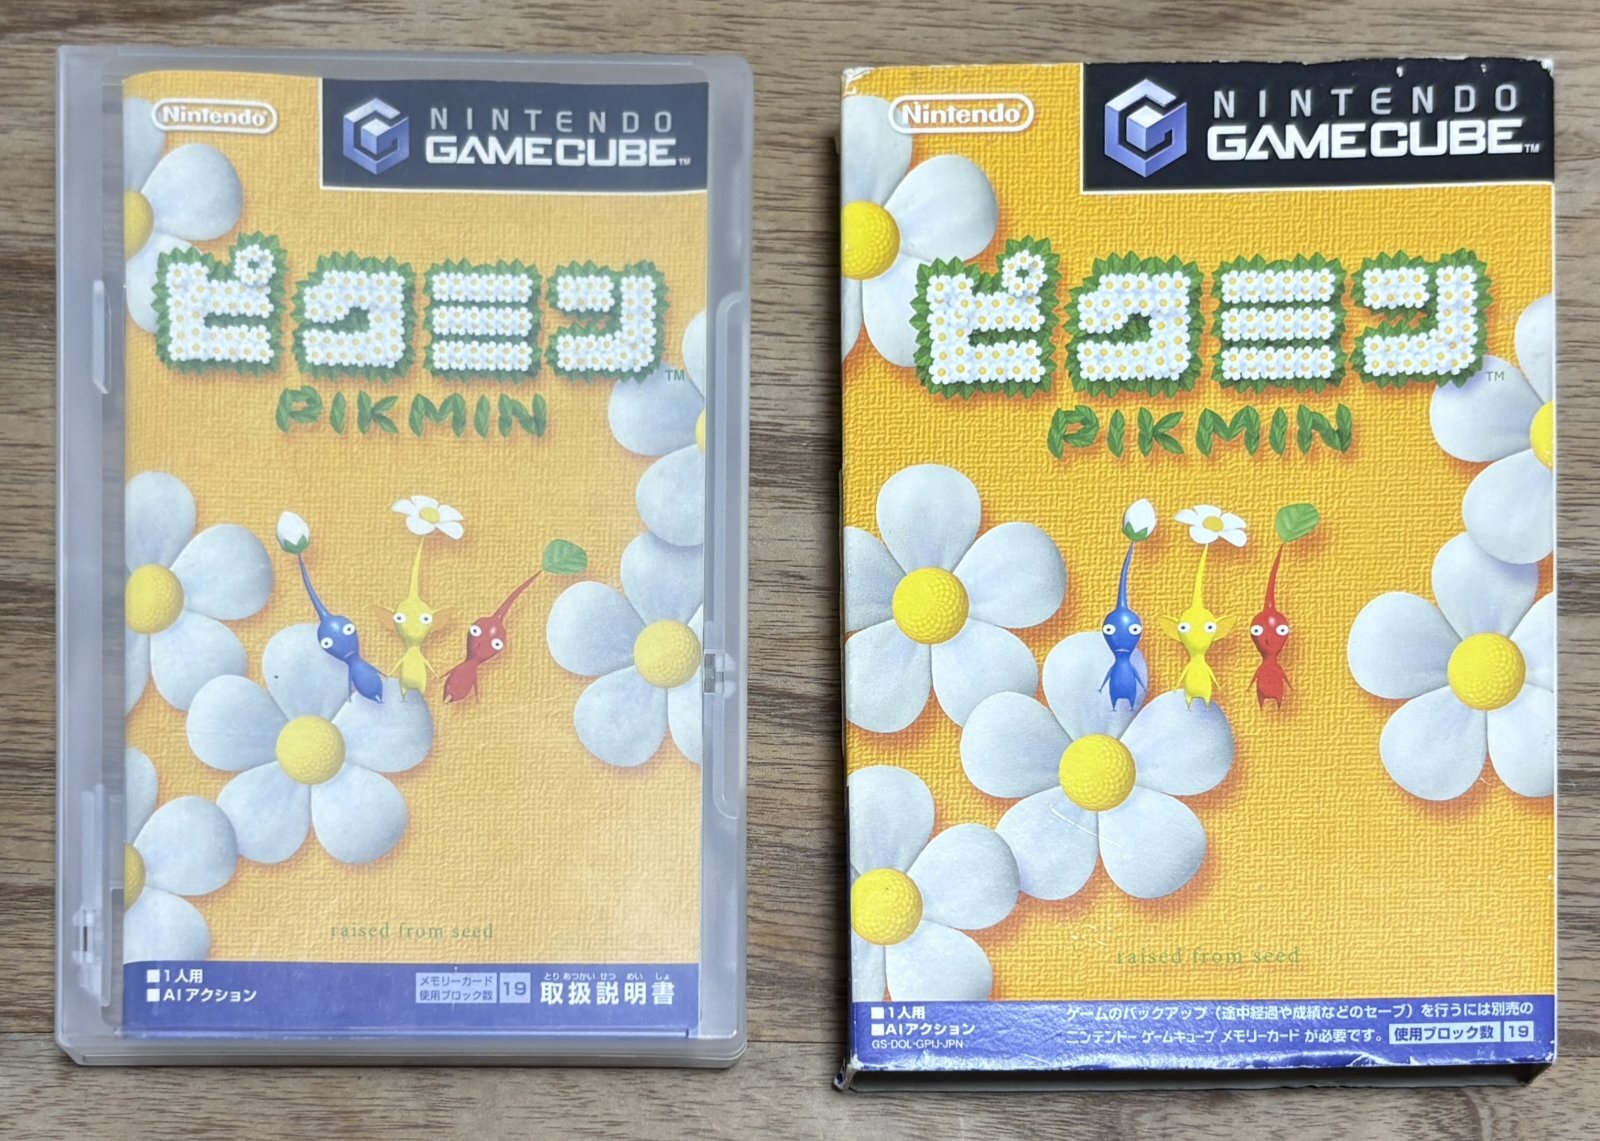 Nintendo
NINTENDO
GAMECUBE™
ピクミン™
PIKMIN
raised from seed
■1人用
■AIアクション
メモリーカード
使用ブロック数 19
とり あつかい せつ めい しょ
取扱説明書
Nintendo®
NINTENDO
GAMECUBE™
ピクミン™
PIKMIN
raised from seed
■1人用
■AIアクション
GS-DOL-GPIJ-JPN
ゲームのバックアップ（途中経過や成績などのセーブ）を行うには別売の
ニンテンドーゲームキューブ メモリーカード が必要です。 使用ブロック数 19